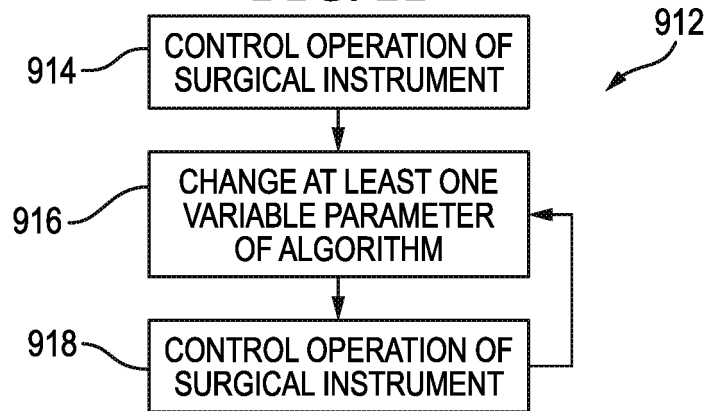 914
CONTROL OPERATION OF
SURGICAL INSTRUMENT
912
916
CHANGE AT LEAST ONE
VARIABLE PARAMETER
OF ALGORITHM
918
CONTROL OPERATION OF
SURGICAL INSTRUMENT